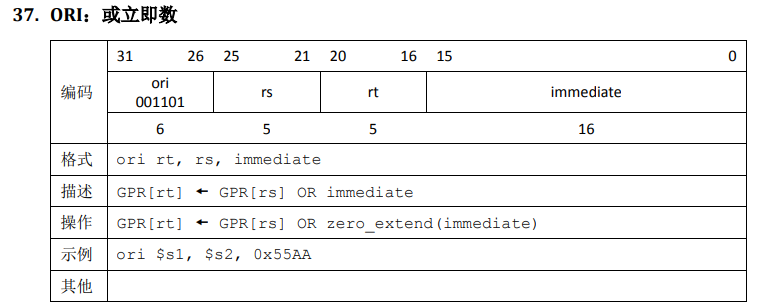 37. ORI：或立即数
31 26 25 21 20 16 15 0
编码 ori 001101 rs rt immediate
6 5 5 16
格式 ori rt, rs, immediate
描述 GPR[rt] ← GPR[rs] OR immediate
操作 GPR[rt] ← GPR[rs] OR zero_extend(immediate)
示例 ori $s1, $s2, 0x55AA
其他